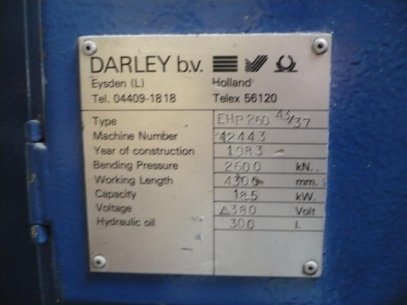 DARLEY b.v.
Eysden (L) Holland
Tel. 04409-1818 Telex 56120
Type EHP 260 43/37
Machine Number 12443
Year of construction 1983
Bending Pressure 2600 kN.
Working Length 4300 mm.
Capacity 18.5 kW.
Voltage △380 Volt
Hydraulic oil 300 l.